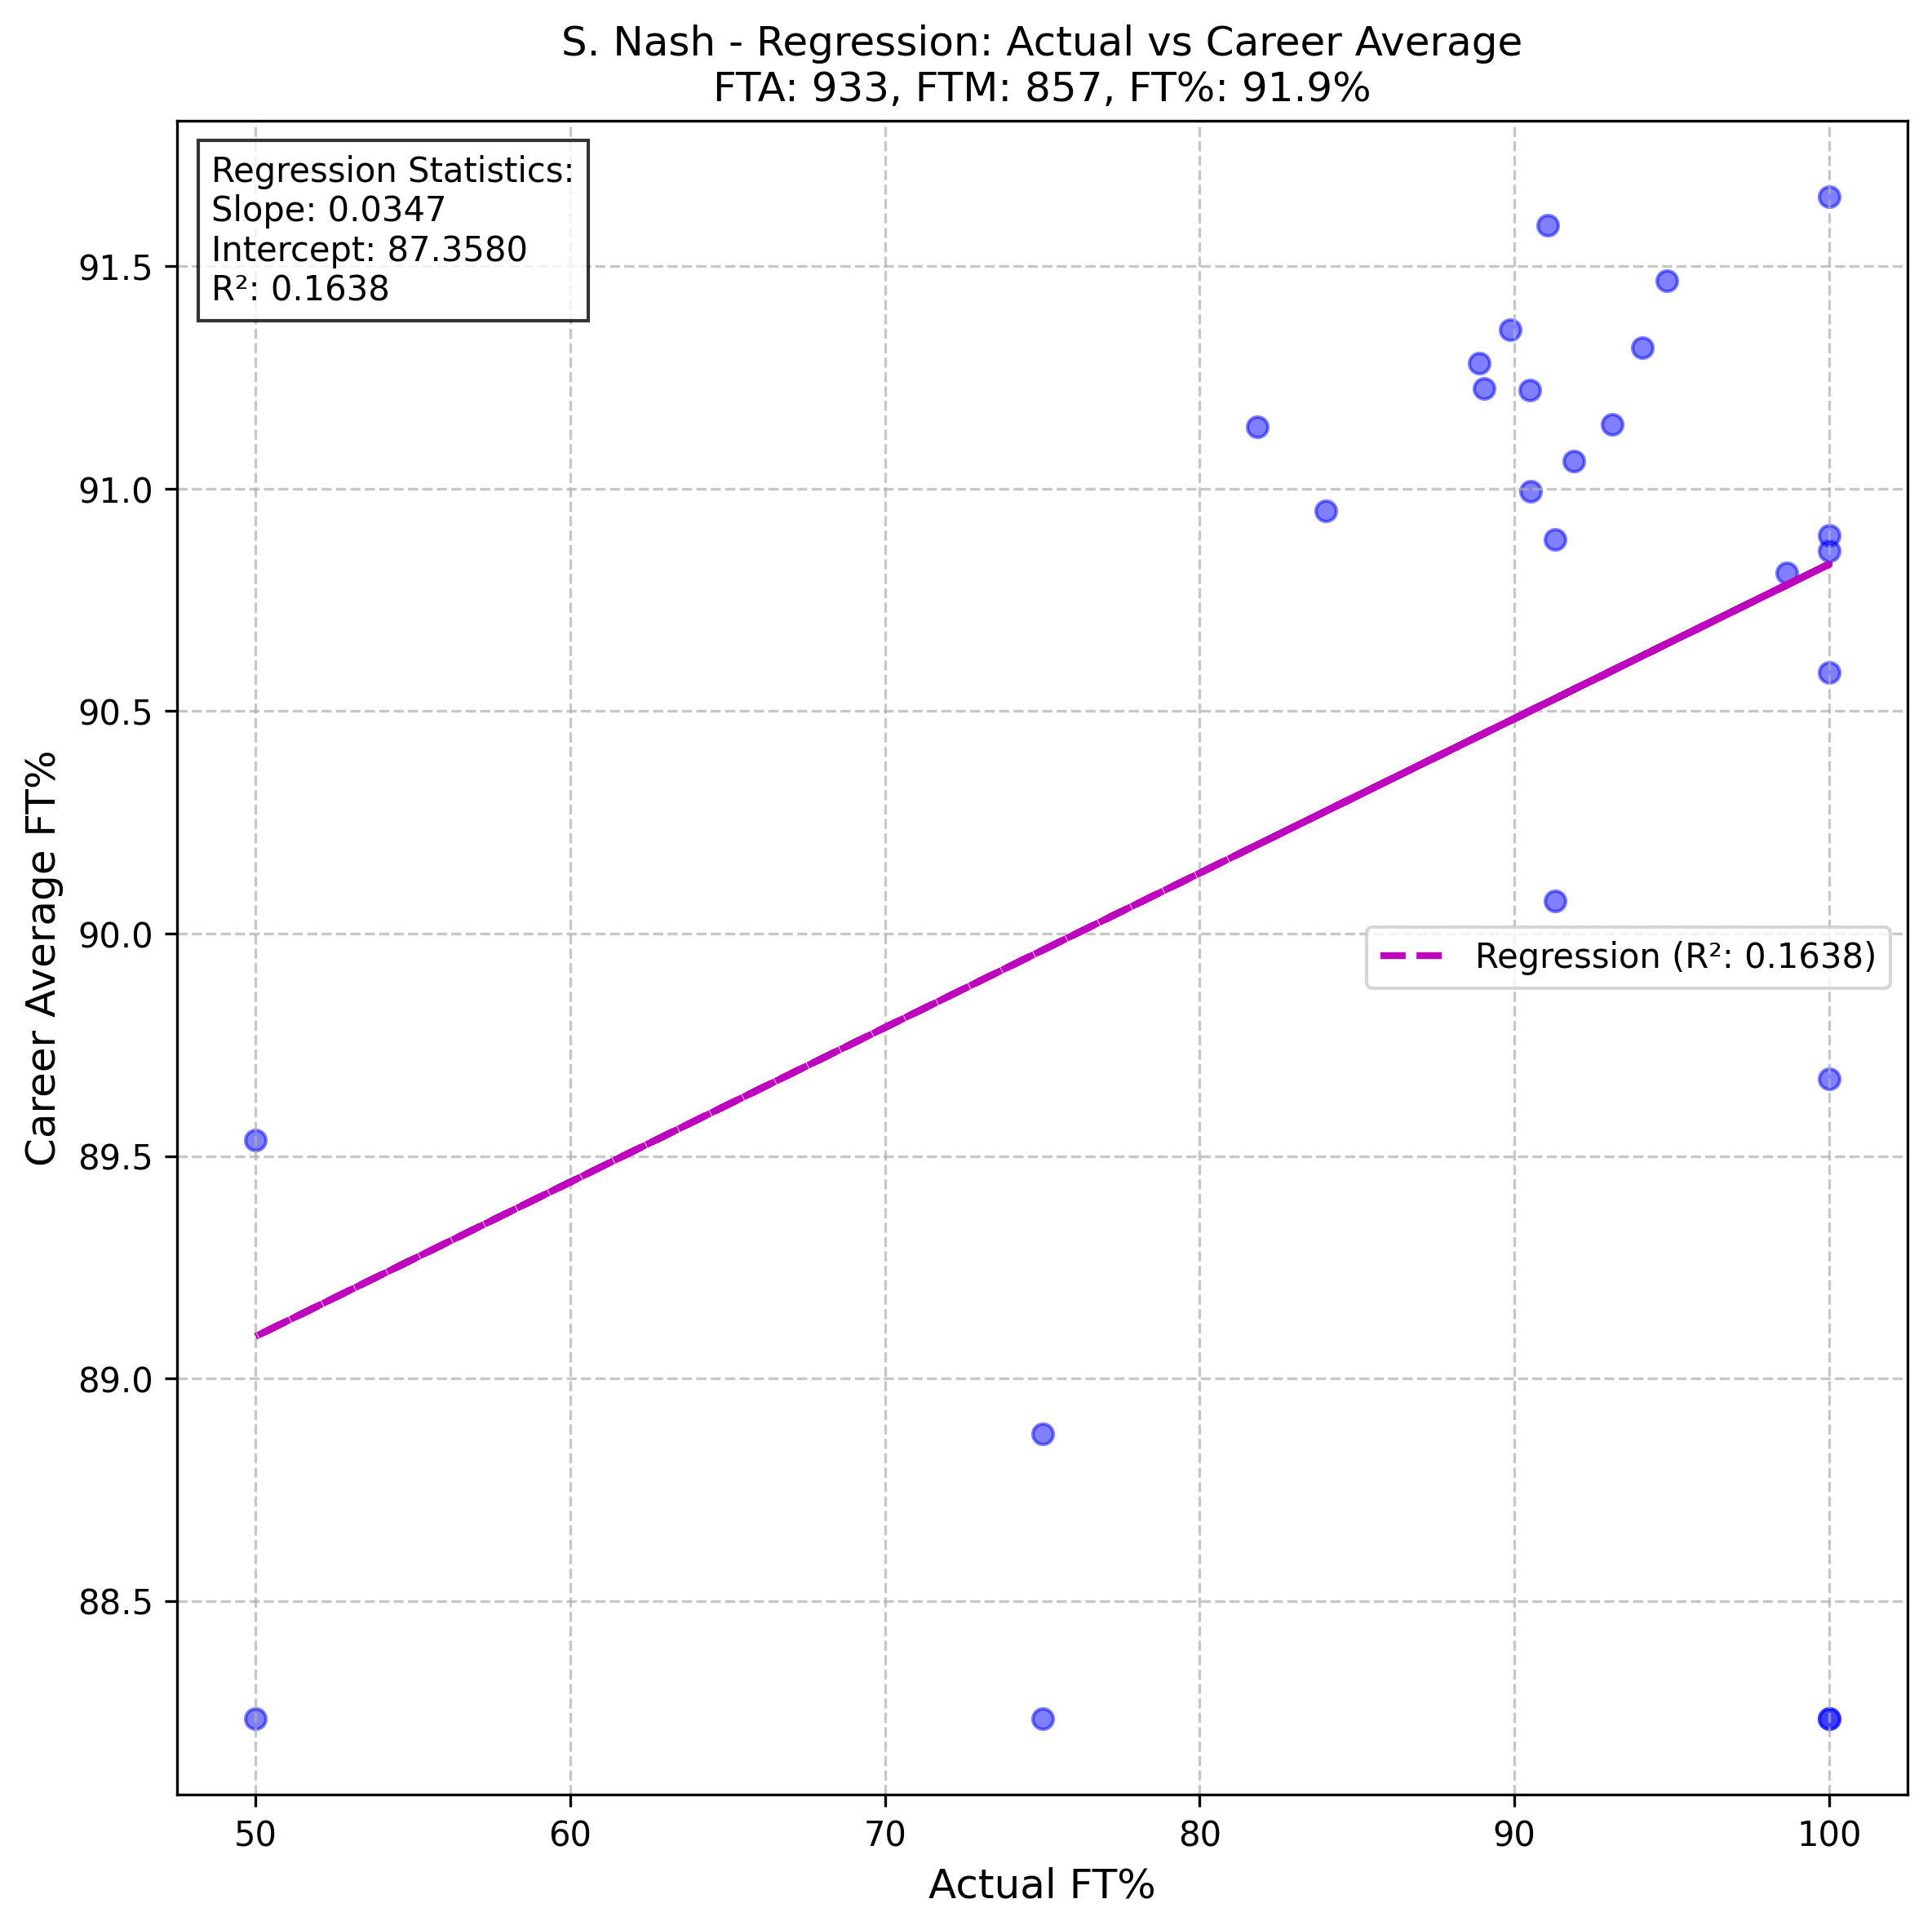 S. Nash - Regression: Actual vs Career Average
FTA: 933, FTM: 857, FT%: 91.9%
Regression Statistics:
Slope: 0.0347
Intercept: 87.3580
R²: 0.1638
91.5
91.0
90.5
90.0
89.5
89.0
88.5
Career Average FT%
Regression (R²: 0.1638)
50 60 70 80 90 100
Actual FT%